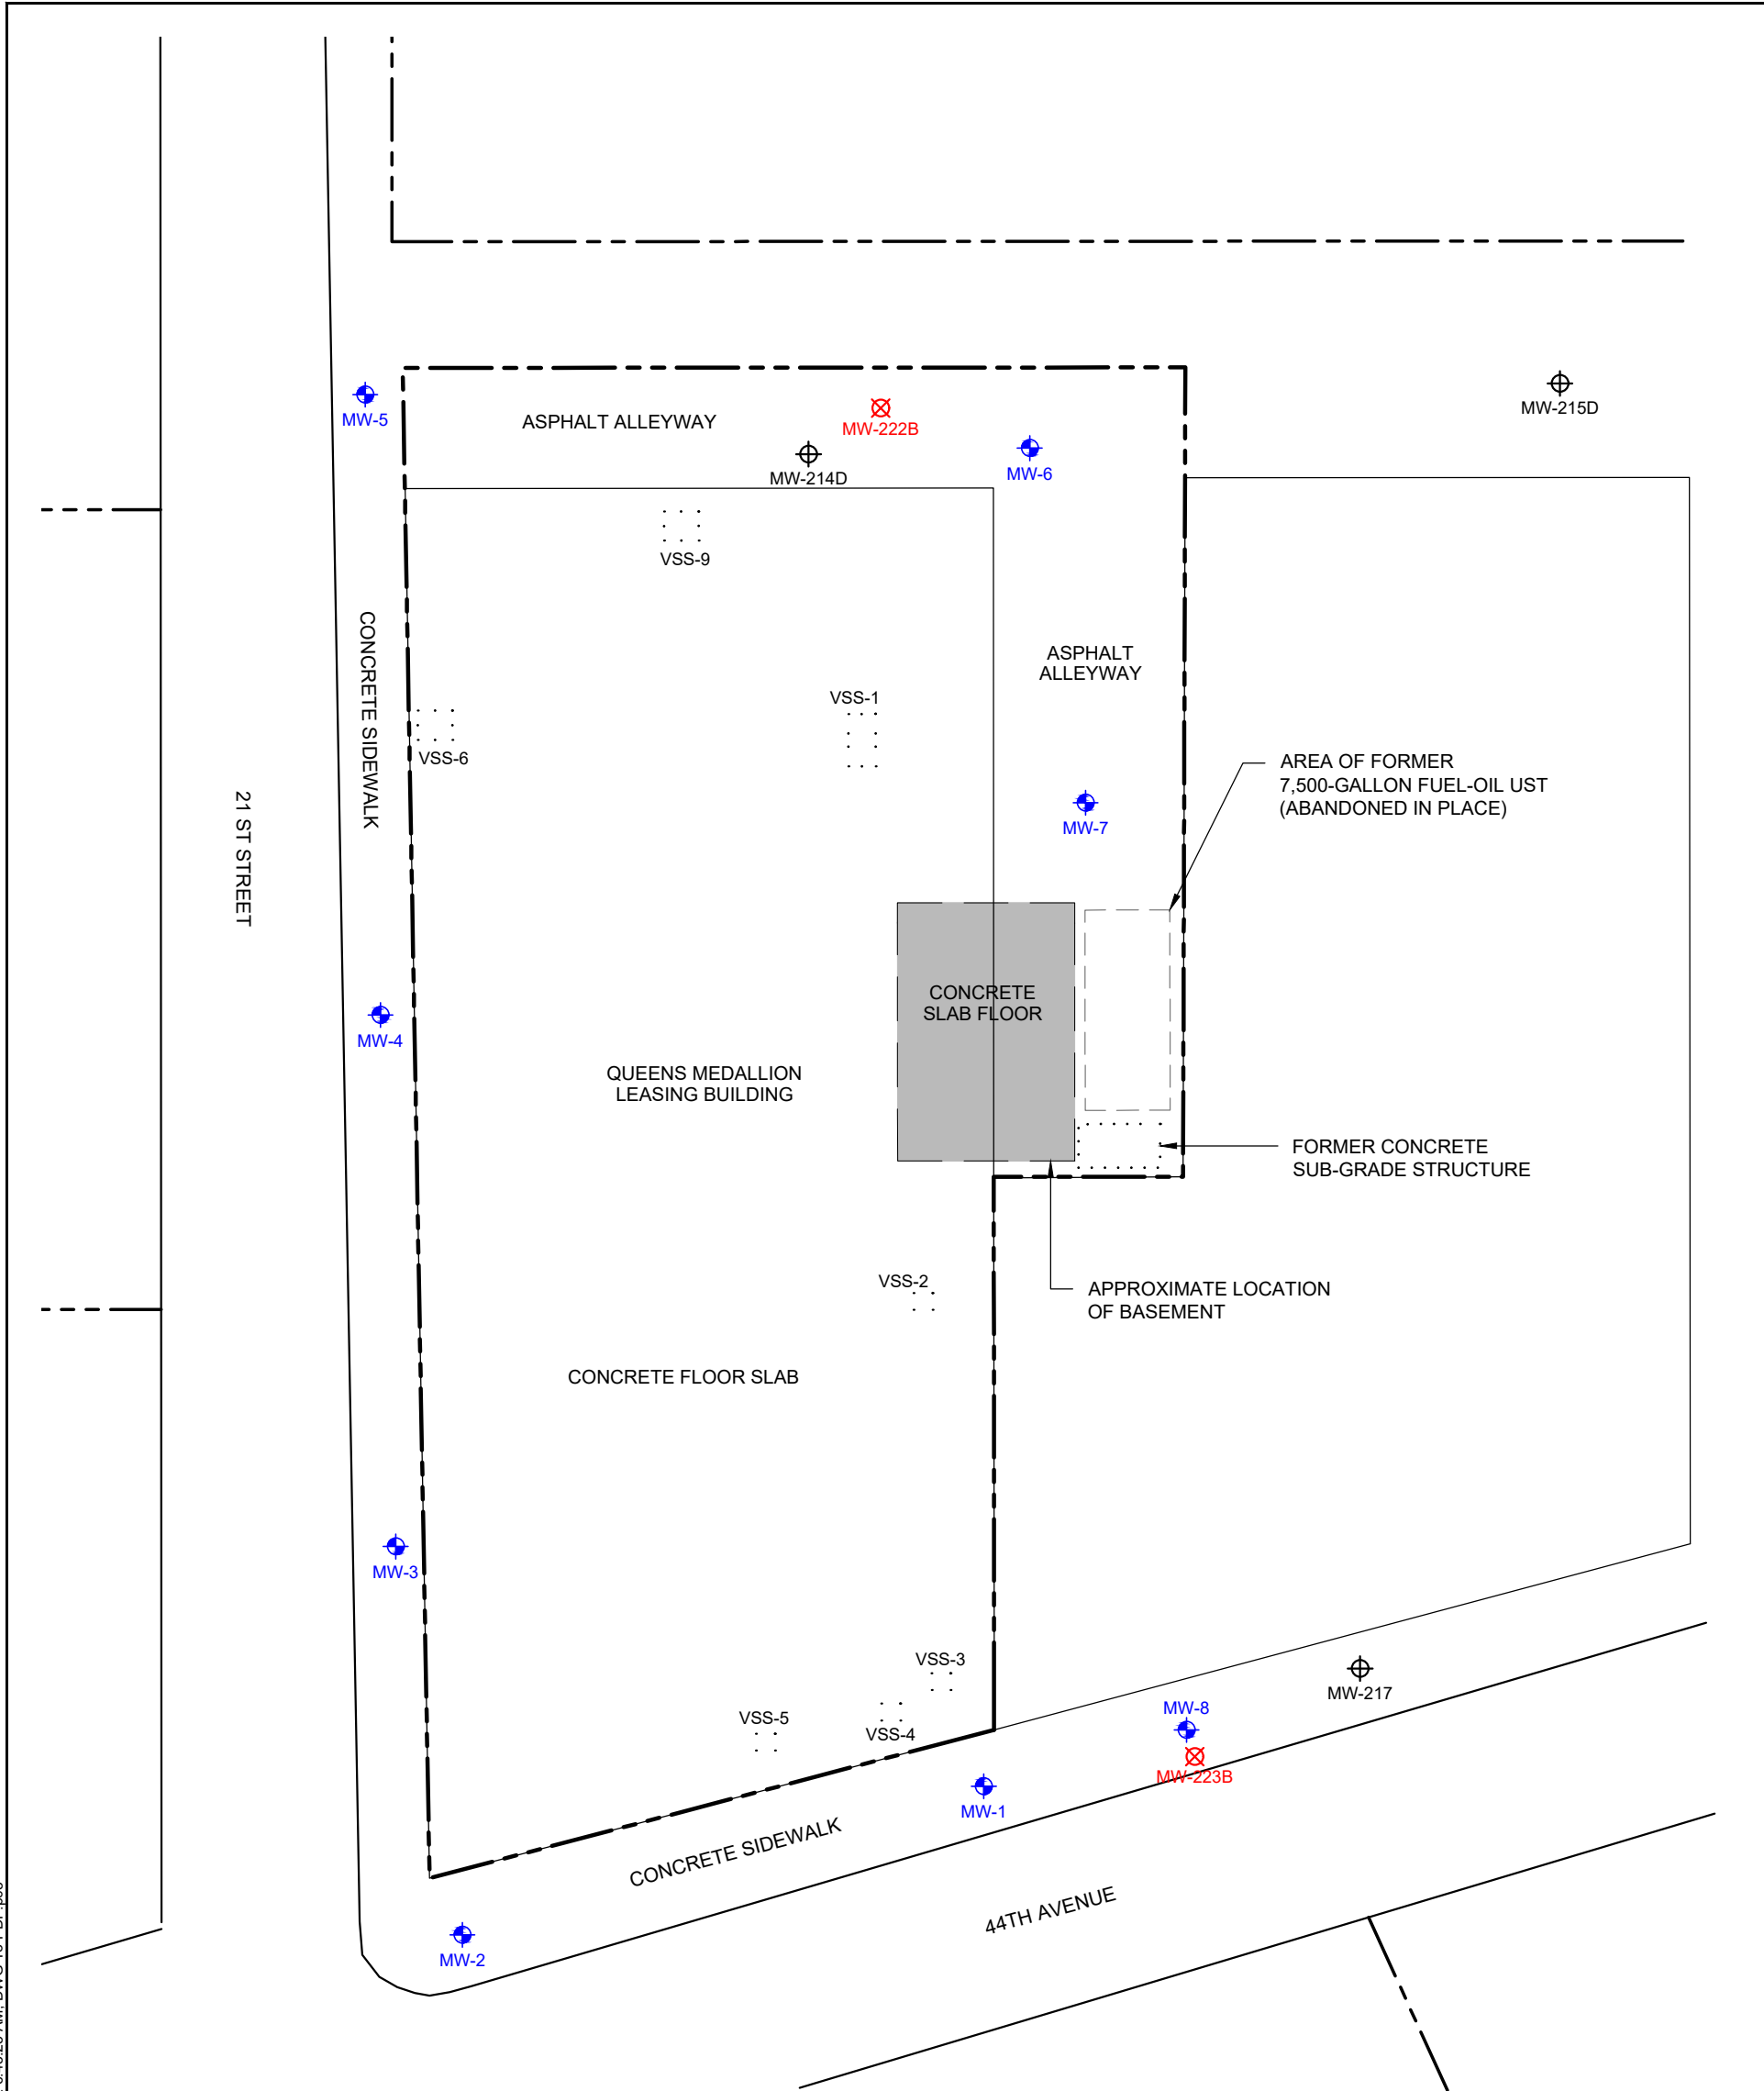 MW-5
ASPHALT ALLEYWAY
MW-222B
MW-214D
MW-6
MW-215D
VSS-9
CONCRETE SIDEWALK
ASPHALT
ALLEYWAY
VSS-1
VSS-6
21 ST STREET
AREA OF FORMER
7,500-GALLON FUEL-OIL UST
(ABANDONED IN PLACE)
MW-7
CONCRETE
SLAB FLOOR
MW-4
QUEENS MEDALLION
LEASING BUILDING
FORMER CONCRETE
SUB-GRADE STRUCTURE
VSS-2
APPROXIMATE LOCATION
OF BASEMENT
CONCRETE FLOOR SLAB
MW-3
VSS-3
MW-217
VSS-5
VSS-4
MW-8
MW-223B
MW-1
CONCRETE SIDEWALK
44TH AVENUE
MW-2